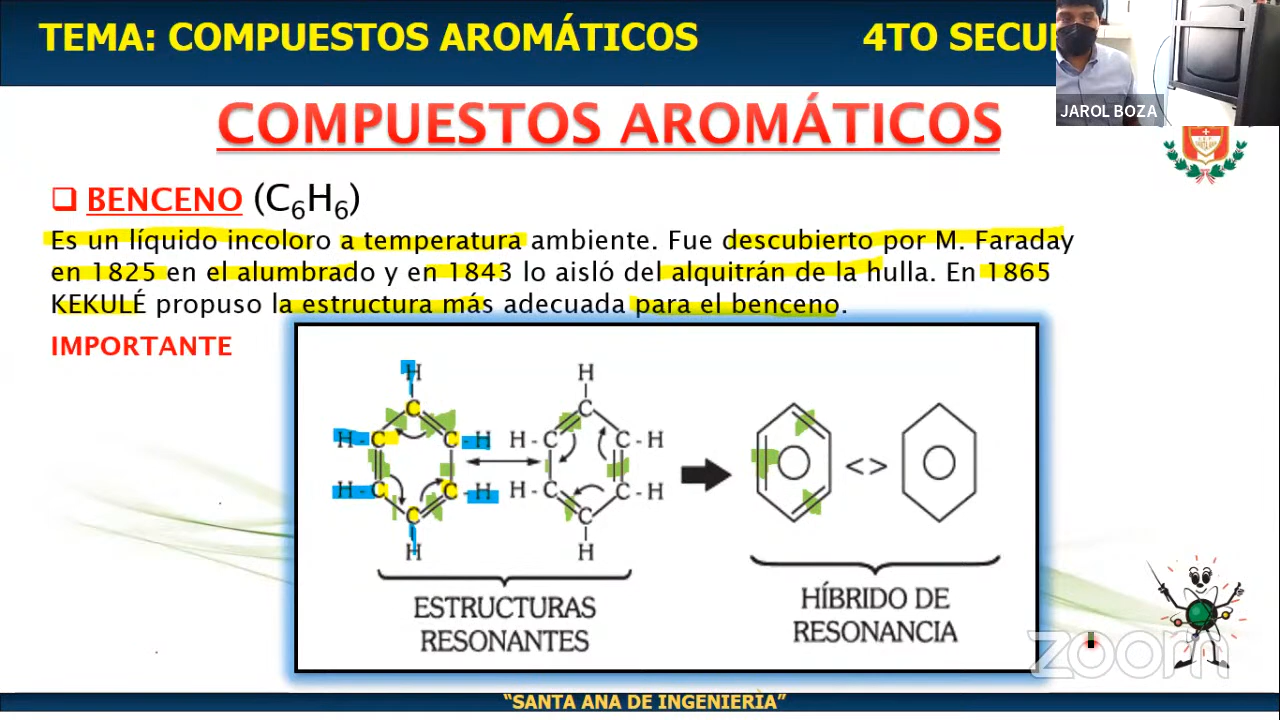 TEMA: COMPUESTOS AROMÁTICOS 4TO SECU
JAROL BOZA
COMPUESTOS AROMÁTICOS
BENCENO (C6H6)
Es un líquido incoloro a temperatura ambiente. Fue descubierto por M. Faraday
en 1825 en el alumbrado y en 1843 lo aisló del alquitrán de la hulla. En 1865
KEKULÉ propuso la estructura más adecuada para el benceno.
IMPORTANTE
H H
C C
H - C C - H H - C C - H
H - C C - H H - C C - H
C C
H H
< >
ESTRUCTURAS
RESONANTES
HÍBRIDO DE
RESONANCIA
zoom
“SANTA ANA DE INGENIERÍA”